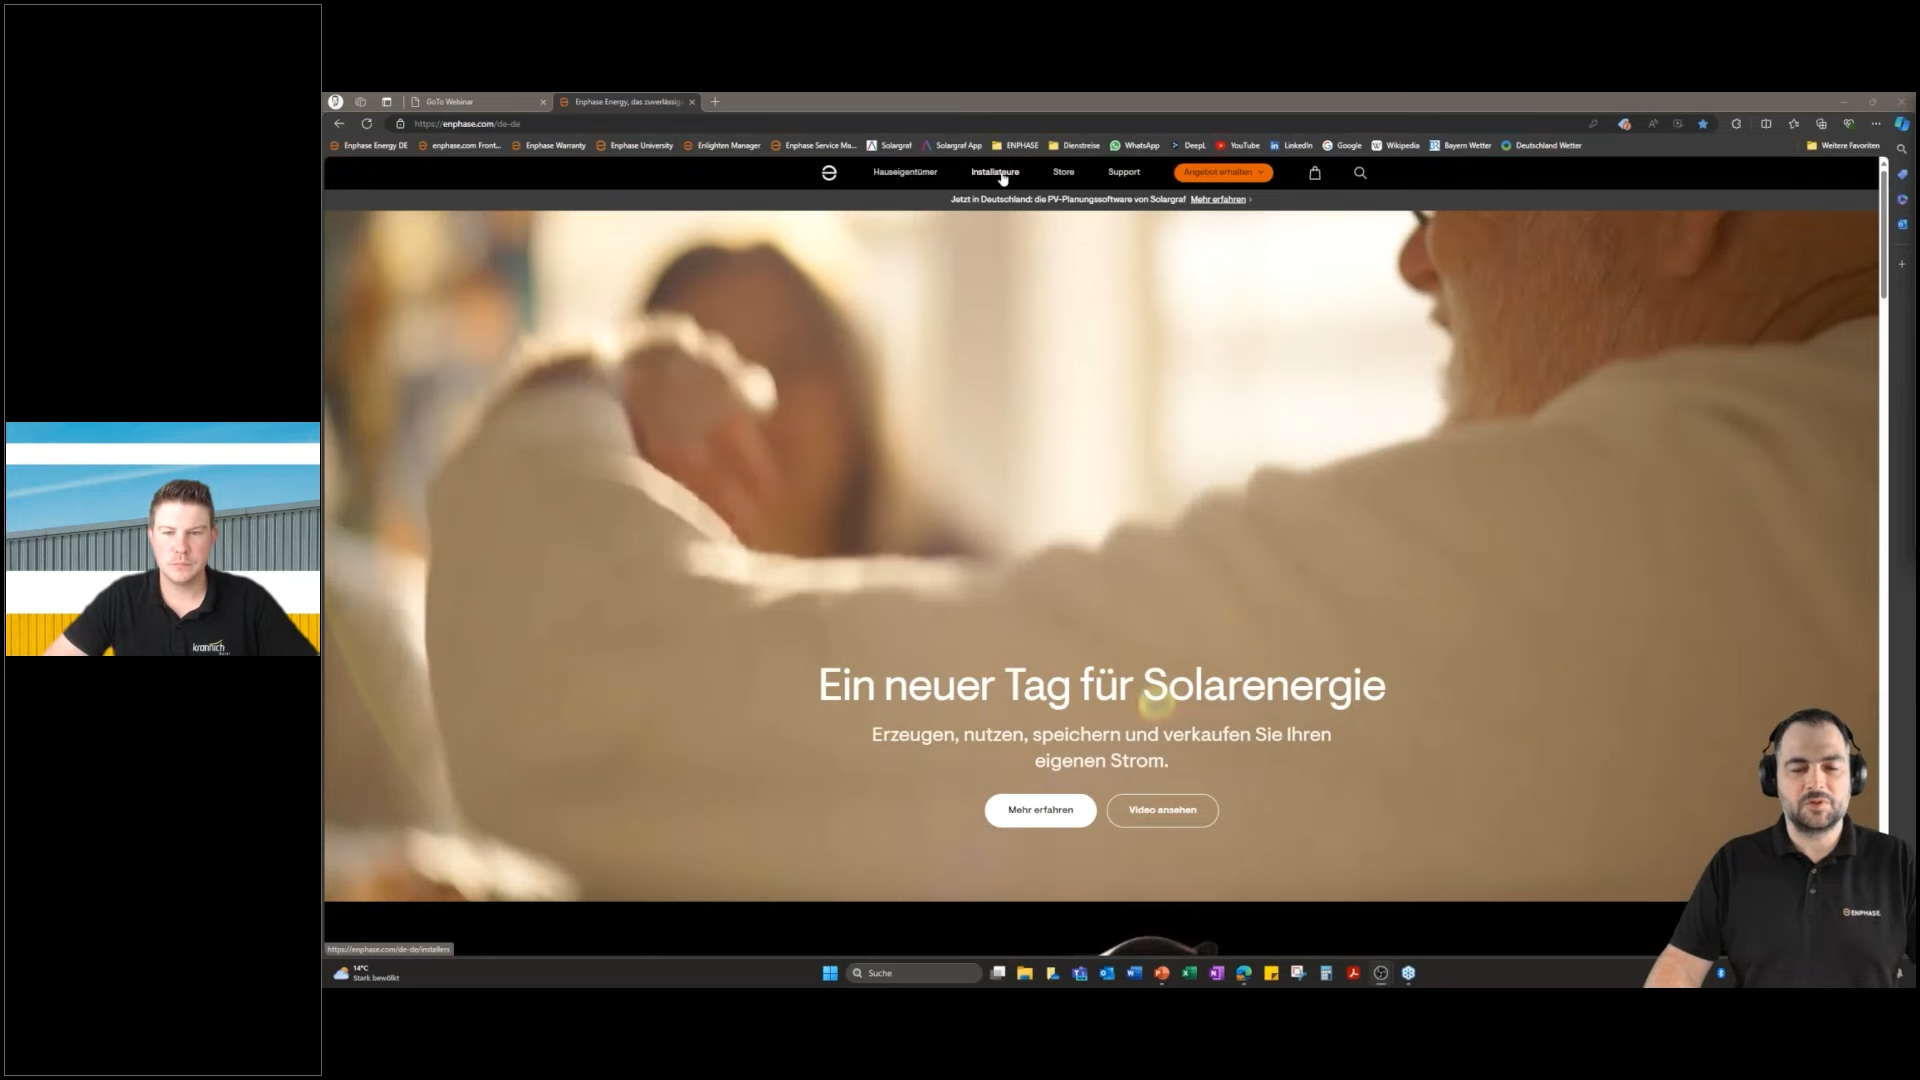 GoTo Webinar
Enphase Energy, das zuverlässig
https://enphase.com/de-de
Enphase Energy DE
enphase.com Front...
Enphase Warranty
Enphase University
Enlighten Manager
Enphase Service Ma...
Solargraf
Solargraf App
ENPHASE
Dienstreise
WhatsApp
DeepL
YouTube
LinkedIn
Google
Wikipedia
Bayern Wetter
Deutschland Wetter
Weitere Favoriten
Hauseigentümer
Installateure
Store
Support
Angebot erhalten
Jetzt in Deutschland: die PV-Planungssoftware von Solargraf Mehr erfahren
Ein neuer Tag für Solarenergie
Erzeugen, nutzen, speichern und verkaufen Sie Ihren
eigenen Strom.
Mehr erfahren
Video ansehen
krannich
ENPHASE
https://enphase.com/de-de/installers
14°C
Stark bewölkt
Suche